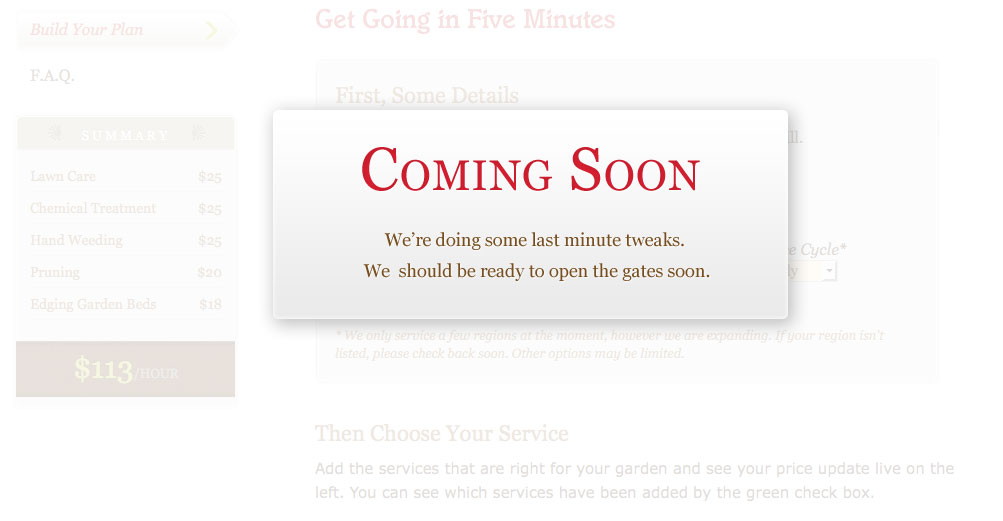 Get Going in Five Minutes
Build Your Plan
F.A.Q.
First, Some Details
SUMMARY
Lawn Care $25
Chemical Treatment $25
Hand Weeding $25
Pruning $20
Edging Garden Beds $18
$113/HOUR
COMING SOON
We're doing some last minute tweaks.
We should be ready to open the gates soon.
Cycle*
* We only service a few regions at the moment, however we are expanding. If your region isn't
listed, please check back soon. Other options may be limited.
Then Choose Your Service
Add the services that are right for your garden and see your price update live on the
left. You can see which services have been added by the green check box.